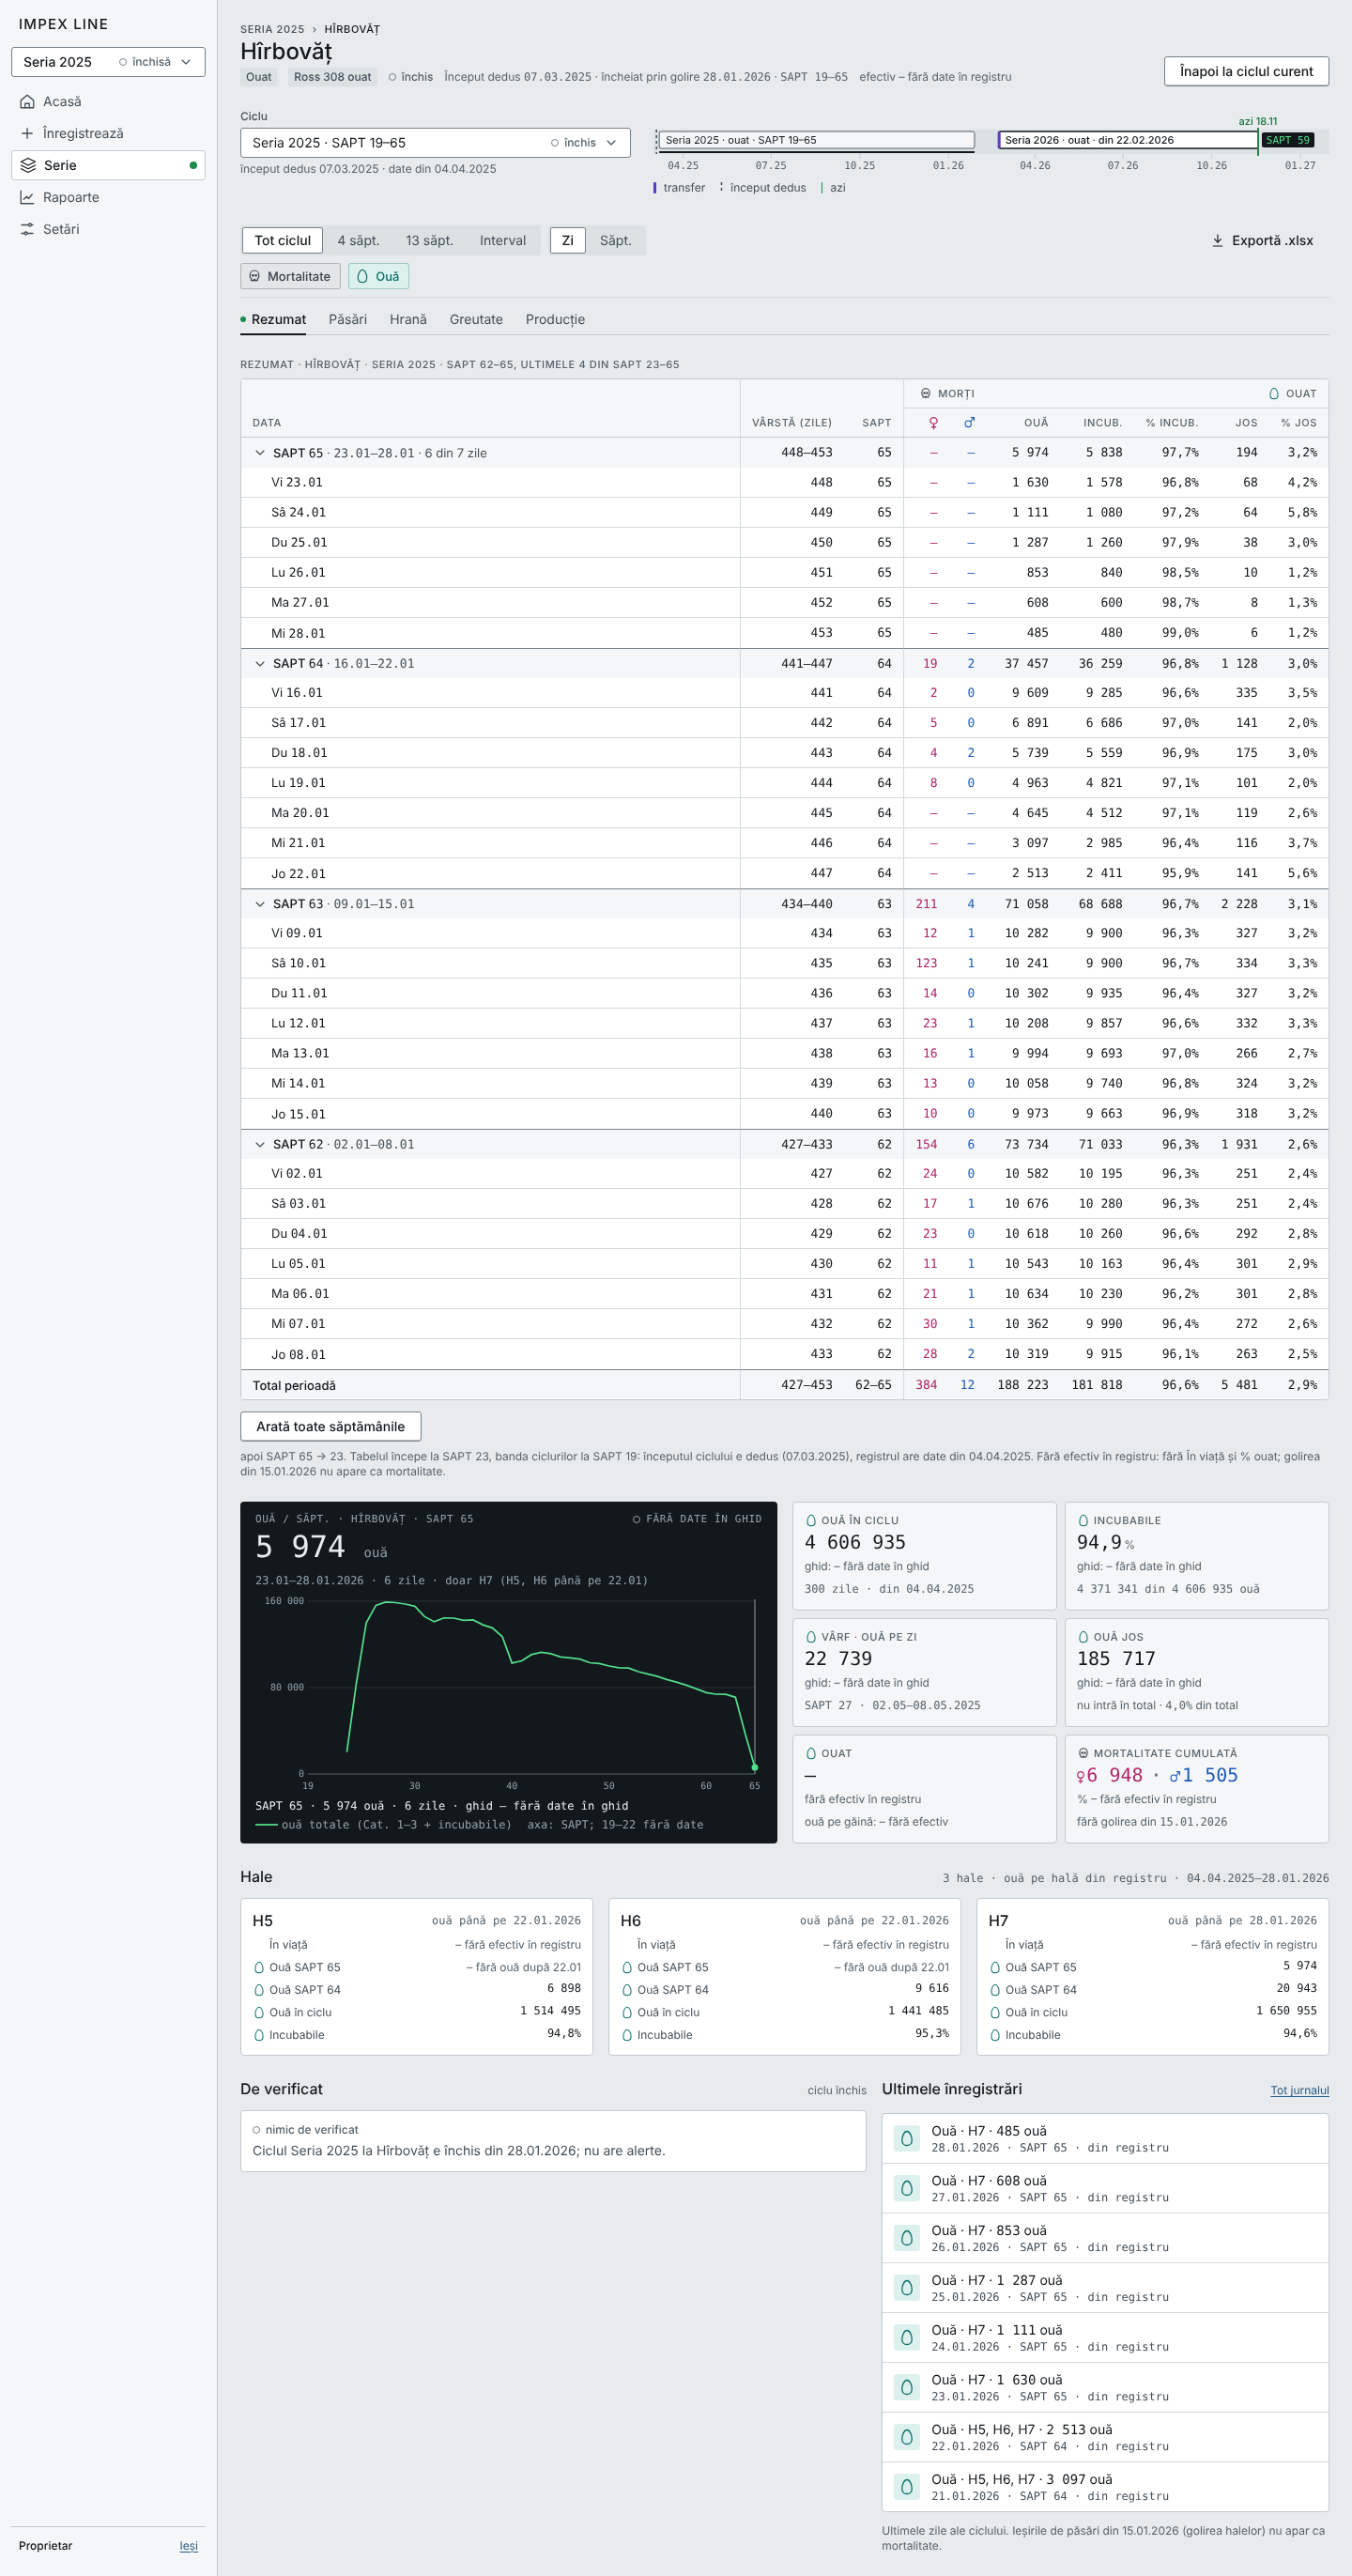 IMPEX LINE
Seria 2025 închisă
Acasă
Înregistrează
Serie
Rapoarte
Setări
SERIA 2025 › HÎRBOVĂȚ
Hîrbovăț
Ouat Ross 308 ouat închis Început dedus 07.03.2025 · încheiat prin golire 28.01.2026 · SAPT 19–65 efectiv – fără date în registru
Înapoi la ciclul curent
Ciclu
Seria 2025 · SAPT 19–65 închis
început dedus 07.03.2025 · date din 04.04.2025
azi 18.11
Seria 2025 · ouat · SAPT 19–65 Seria 2026 · ouat · din 22.02.2026 SAPT 59
04.25 07.25 10.25 01.26 04.26 07.26 10.26 01.27
transfer început dedus azi
Tot ciclul 4 săpt. 13 săpt. Interval Zi Săpt.
Exportă .xlsx
Mortalitate Ouă
Rezumat Păsări Hrană Greutate Producție
REZUMAT · HÎRBOVĂȚ · SERIA 2025 · SAPT 62–65, ULTIMELE 4 DIN SAPT 23–65
MORȚI OUAT
DATA VÂRSTĂ (ZILE) SAPT ♀ ♂ OUĂ INCUB. % INCUB. JOS % JOS
SAPT 65 · 23.01–28.01 · 6 din 7 zile 448–453 65 – – 5 974 5 838 97,7% 194 3,2%
Vi 23.01 448 65 – – 1 630 1 578 96,8% 68 4,2%
Sâ 24.01 449 65 – – 1 111 1 080 97,2% 64 5,8%
Du 25.01 450 65 – – 1 287 1 260 97,9% 38 3,0%
Lu 26.01 451 65 – – 853 840 98,5% 10 1,2%
Ma 27.01 452 65 – – 608 600 98,7% 8 1,3%
Mi 28.01 453 65 – – 485 480 99,0% 6 1,2%
SAPT 64 · 16.01–22.01 441–447 64 19 2 37 457 36 259 96,8% 1 128 3,0%
Vi 16.01 441 64 2 0 9 609 9 285 96,6% 335 3,5%
Sâ 17.01 442 64 5 0 6 891 6 686 97,0% 141 2,0%
Du 18.01 443 64 4 2 5 739 5 559 96,9% 175 3,0%
Lu 19.01 444 64 8 0 4 963 4 821 97,1% 101 2,0%
Ma 20.01 445 64 – – 4 645 4 512 97,1% 119 2,6%
Mi 21.01 446 64 – – 3 097 2 985 96,4% 116 3,7%
Jo 22.01 447 64 – – 2 513 2 411 95,9% 141 5,6%
SAPT 63 · 09.01–15.01 434–440 63 211 4 71 058 68 688 96,7% 2 228 3,1%
Vi 09.01 434 63 12 1 10 282 9 900 96,3% 327 3,2%
Sâ 10.01 435 63 123 1 10 241 9 900 96,7% 334 3,3%
Du 11.01 436 63 14 0 10 302 9 935 96,4% 327 3,2%
Lu 12.01 437 63 23 1 10 208 9 857 96,6% 332 3,3%
Ma 13.01 438 63 16 1 9 994 9 693 97,0% 266 2,7%
Mi 14.01 439 63 13 0 10 058 9 740 96,8% 324 3,2%
Jo 15.01 440 63 10 0 9 973 9 663 96,9% 318 3,2%
SAPT 62 · 02.01–08.01 427–433 62 154 6 73 734 71 033 96,3% 1 931 2,6%
Vi 02.01 427 62 24 0 10 582 10 195 96,3% 251 2,4%
Sâ 03.01 428 62 17 1 10 676 10 280 96,3% 251 2,4%
Du 04.01 429 62 23 0 10 618 10 260 96,6% 292 2,8%
Lu 05.01 430 62 11 1 10 543 10 163 96,4% 301 2,9%
Ma 06.01 431 62 21 1 10 634 10 230 96,2% 301 2,8%
Mi 07.01 432 62 30 1 10 362 9 990 96,4% 272 2,6%
Jo 08.01 433 62 28 2 10 319 9 915 96,1% 263 2,5%
Total perioadă 427–453 62–65 384 12 188 223 181 818 96,6% 5 481 2,9%
Arată toate săptămânile
apoi SAPT 65 → 23. Tabelul începe la SAPT 23, banda ciclurilor la SAPT 19: începutul ciclului e dedus (07.03.2025), registrul are date din 04.04.2025. Fără efectiv în registru: fără În viață și % ouat; golirea
din 15.01.2026 nu apare ca mortalitate.
OUĂ / SĂPT. · HÎRBOVĂȚ · SAPT 65 FĂRĂ DATE ÎN GHID
5 974 ouă
23.01–28.01.2026 · 6 zile · doar H7 (H5, H6 până pe 22.01)
160 000
80 000
0
19 30 40 50 60 65
SAPT 65 · 5 974 ouă · 6 zile · ghid – fără date în ghid
ouă totale (Cat. 1–3 + incubabile) axa: SAPT; 19–22 fără date
OUĂ ÎN CICLU
4 606 935
ghid: – fără date în ghid
300 zile · din 04.04.2025
INCUBABILE
94,9 %
ghid: – fără date în ghid
4 371 341 din 4 606 935 ouă
VÂRF · OUĂ PE ZI
22 739
ghid: – fără date în ghid
SAPT 27 · 02.05–08.05.2025
OUĂ JOS
185 717
ghid: – fără date în ghid
nu intră în total · 4,0% din total
OUAT
–
fără efectiv în registru
ouă pe găină: – fără efectiv
MORTALITATE CUMULATĂ
♀6 948 · ♂1 505
% – fără efectiv în registru
fără golirea din 15.01.2026
Hale
3 hale · ouă pe hală din registru · 04.04.2025–28.01.2026
H5 ouă până pe 22.01.2026
În viață – fără efectiv în registru
Ouă SAPT 65 – fără ouă după 22.01
Ouă SAPT 64 6 898
Ouă în ciclu 1 514 495
Incubabile 94,8%
H6 ouă până pe 22.01.2026
În viață – fără efectiv în registru
Ouă SAPT 65 – fără ouă după 22.01
Ouă SAPT 64 9 616
Ouă în ciclu 1 441 485
Incubabile 95,3%
H7 ouă până pe 28.01.2026
În viață – fără efectiv în registru
Ouă SAPT 65 5 974
Ouă SAPT 64 20 943
Ouă în ciclu 1 650 955
Incubabile 94,6%
De verificat ciclu închis
nimic de verificat
Ciclul Seria 2025 la Hîrbovăț e închis din 28.01.2026; nu are alerte.
Ultimele înregistrări Tot jurnalul
Ouă · H7 · 485 ouă
28.01.2026 · SAPT 65 · din registru
Ouă · H7 · 608 ouă
27.01.2026 · SAPT 65 · din registru
Ouă · H7 · 853 ouă
26.01.2026 · SAPT 65 · din registru
Ouă · H7 · 1 287 ouă
25.01.2026 · SAPT 65 · din registru
Ouă · H7 · 1 111 ouă
24.01.2026 · SAPT 65 · din registru
Ouă · H7 · 1 630 ouă
23.01.2026 · SAPT 65 · din registru
Ouă · H5, H6, H7 · 2 513 ouă
22.01.2026 · SAPT 64 · din registru
Ouă · H5, H6, H7 · 3 097 ouă
21.01.2026 · SAPT 64 · din registru
Ultimele zile ale ciclului. Ieșirile de păsări din 15.01.2026 (golirea halelor) nu apar ca
mortalitate.
Proprietar Ieși